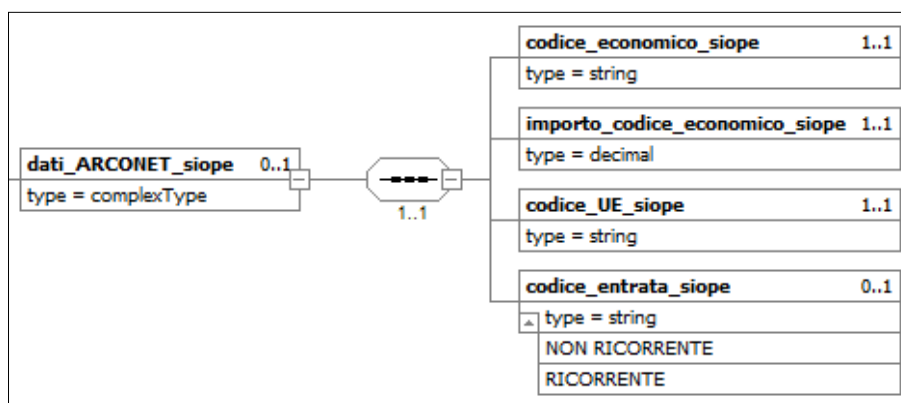 dati_ARCONET_siope 0..1
type = complexType
1..1
codice_economico_siope 1..1
type = string
importo_codice_economico_siope 1..1
type = decimal
codice_UE_siope 1..1
type = string
codice_entrata_siope 0..1
type = string
NON RICORRENTE
RICORRENTE